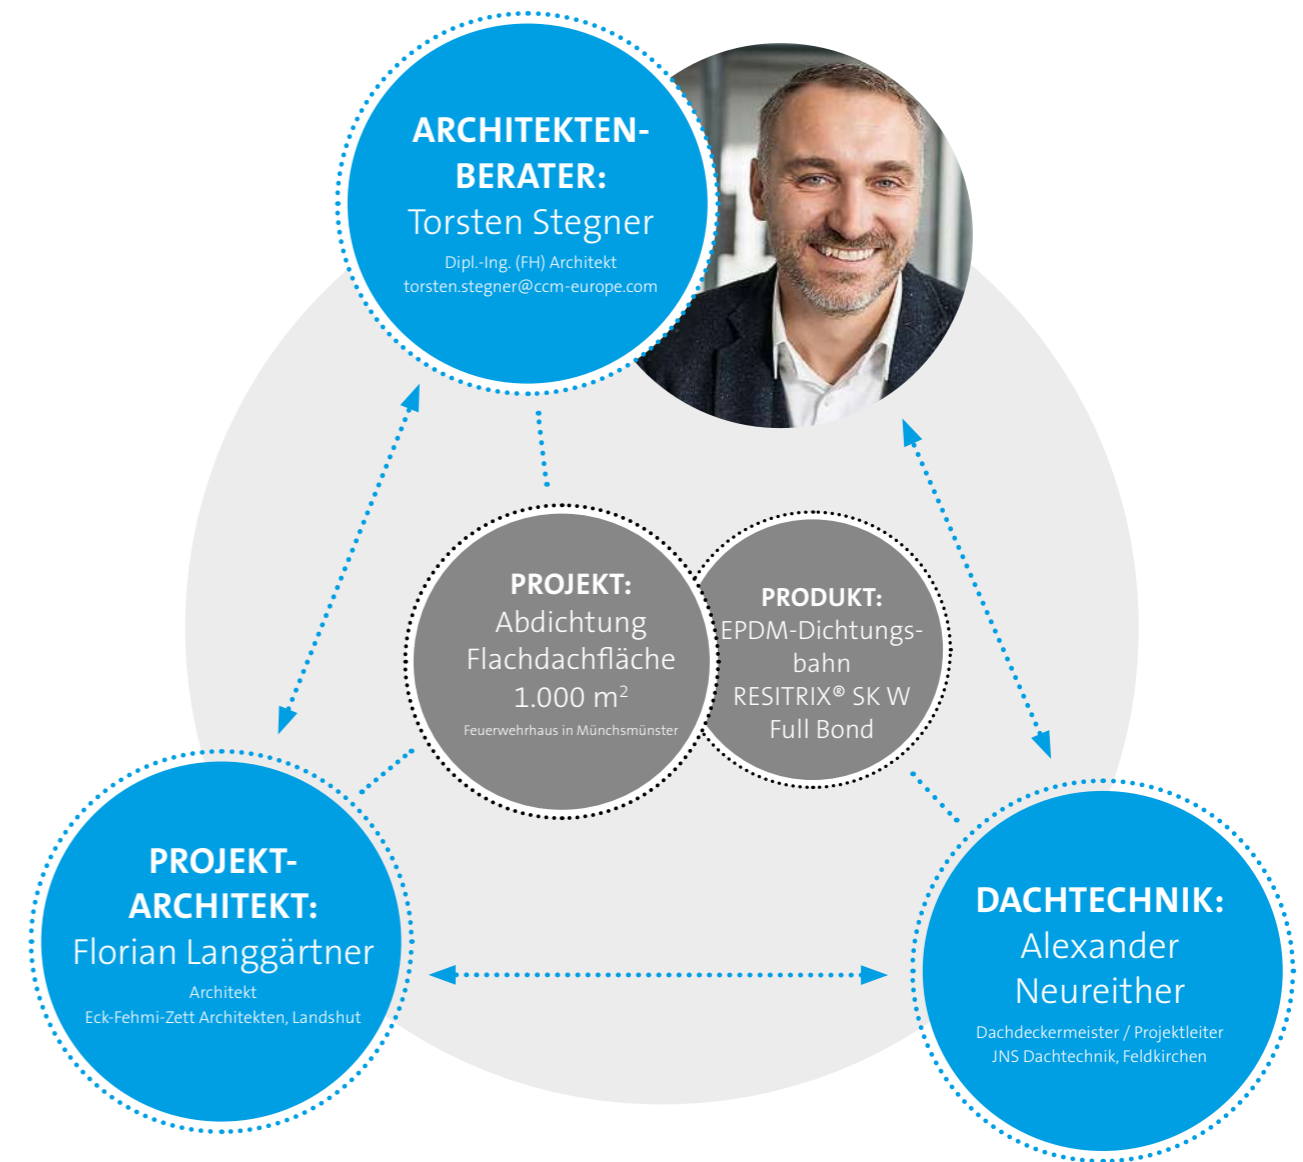 ARCHITEKTEN-
BERATER:
Torsten Stegner
Dipl.-Ing. (FH) Architekt
torsten.stegner@ccm-europe.com
PROJEKT:
Abdichtung
Flachdachfläche
1.000 m²
Feuerwehrhaus in Münchsmünster
PRODUKT:
EPDM-Dichtungs-
bahn
RESITRIX® SK W
Full Bond
PROJEKT-
ARCHITEKT:
Florian Langgärtner
Architekt
Eck-Fehmi-Zett Architekten, Landshut
DACHTECHNIK:
Alexander
Neureither
Dachdeckermeister / Projektleiter
JNS Dachtechnik, Feldkirchen